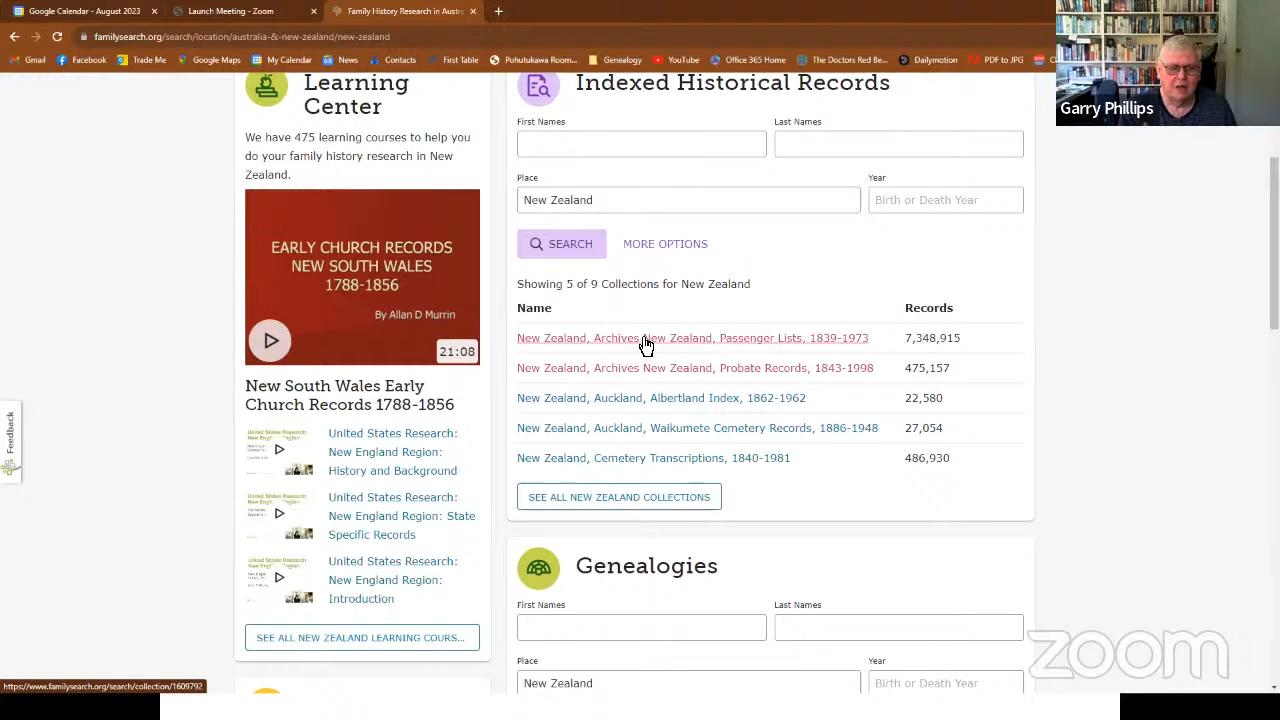 Google Calendar - August 2023
Launch Meeting - Zoom
Family History Research in Austra
familysearch.org/search/location/australia-&-new-zealand/new-zealand
Gmail
Facebook
Trade Me
Google Maps
My Calendar
News
Contacts
First Table
Pohutukawa Room...
Genealogy
YouTube
Office 365 Home
The Doctors Red Be...
Dailymotion
PDF to JPG
Garry Phillips
Learning
Center
We have 475 learning courses to help you
do your family history research in New
Zealand.
EARLY CHURCH RECORDS
NEW SOUTH WALES
1788-1856
By Allan D Murrin
21:08
New South Wales Early
Church Records 1788-1856
United States Research:
New England Region:
History and Background
United States Research:
New England Region: State
Specific Records
United States Research:
New England Region:
Introduction
SEE ALL NEW ZEALAND LEARNING COURS...
Indexed Historical Records
First Names
Last Names
Place
Year
New Zealand
Birth or Death Year
SEARCH
MORE OPTIONS
Showing 5 of 9 Collections for New Zealand
Name
Records
New Zealand, Archives New Zealand, Passenger Lists, 1839-1973
7,348,915
New Zealand, Archives New Zealand, Probate Records, 1843-1998
475,157
New Zealand, Auckland, Albertland Index, 1862-1962
22,580
New Zealand, Auckland, Waikumete Cemetery Records, 1886-1948
27,054
New Zealand, Cemetery Transcriptions, 1840-1981
486,930
SEE ALL NEW ZEALAND COLLECTIONS
Genealogies
First Names
Last Names
Place
Year
New Zealand
Birth or Death Year
Feedback
https://www.familysearch.org/search/collection/1609792
zoom